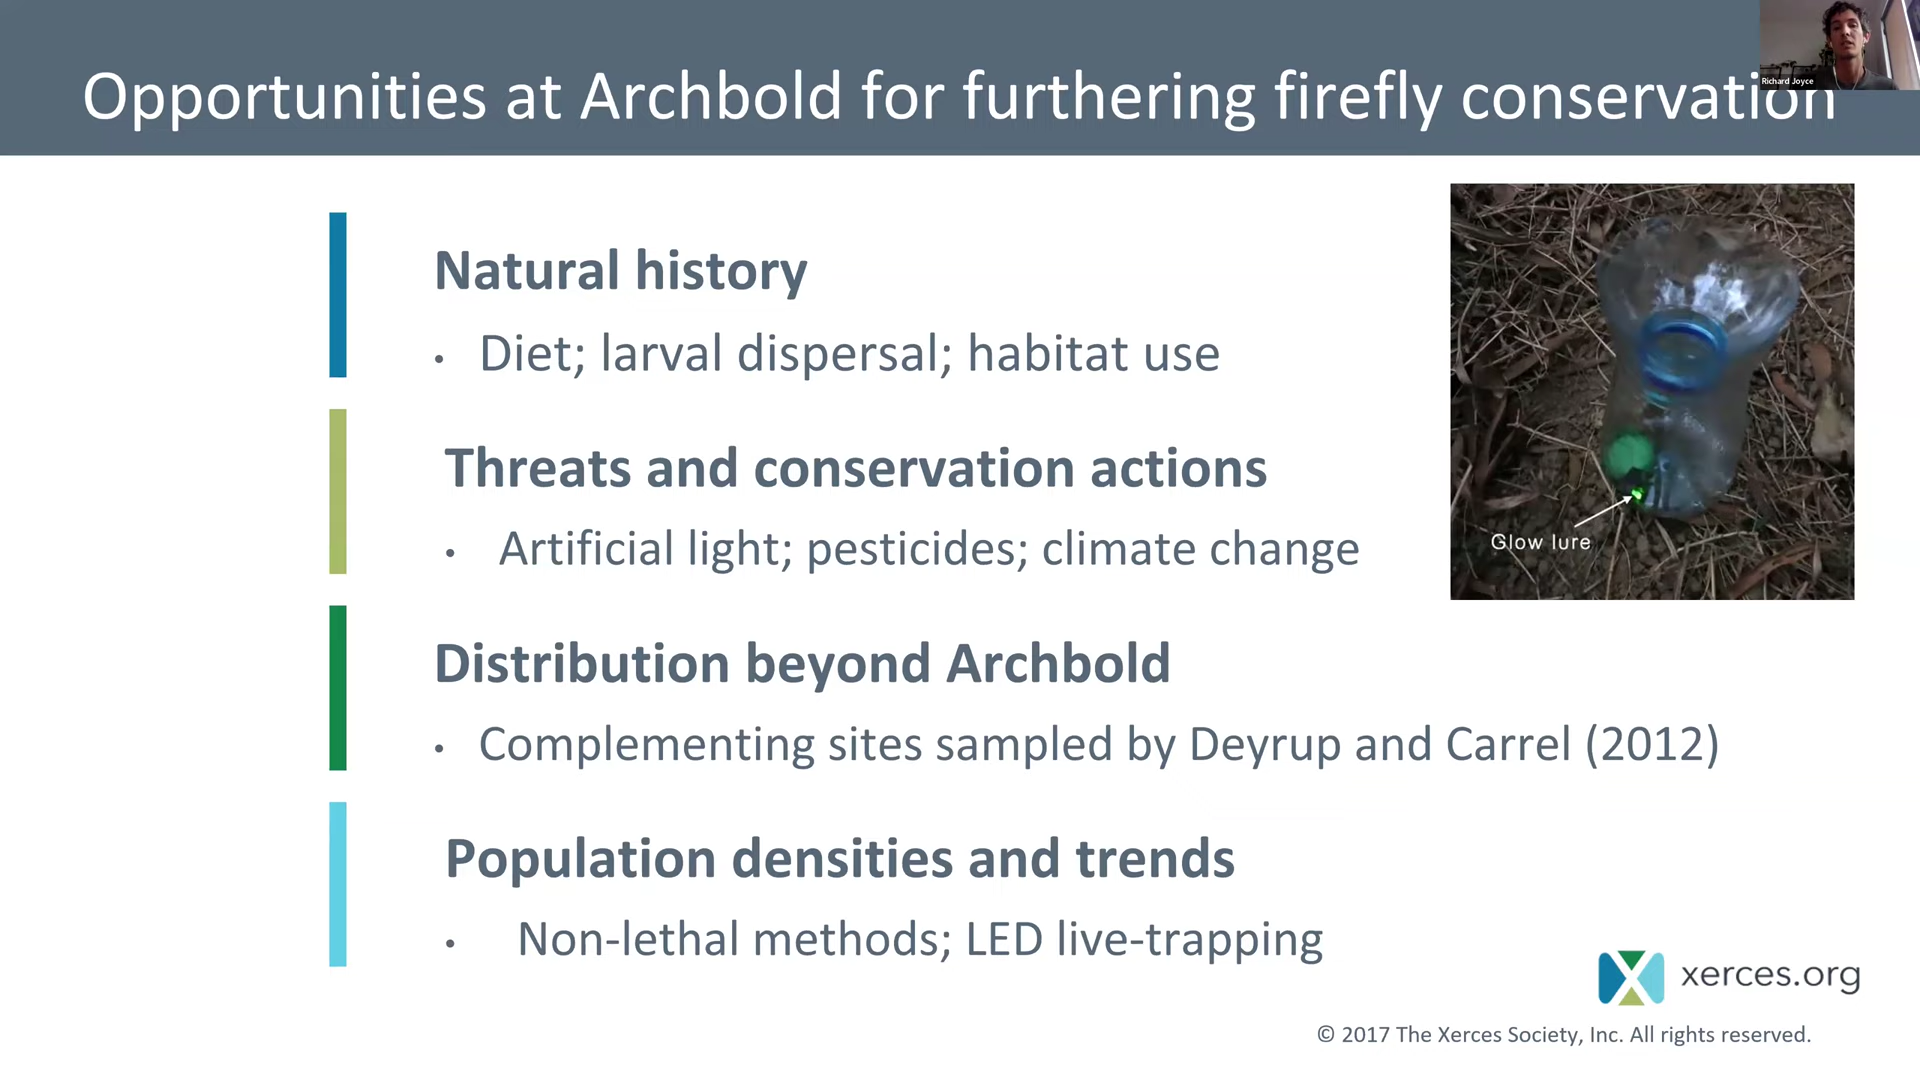 Opportunities at Archbold for furthering firefly conservation
Richard Joyce
Natural history
• Diet; larval dispersal; habitat use
Threats and conservation actions
• Artificial light; pesticides; climate change
Glow lure
Distribution beyond Archbold
• Complementing sites sampled by Deyrup and Carrel (2012)
Population densities and trends
• Non-lethal methods; LED live-trapping
xerces.org
© 2017 The Xerces Society, Inc. All rights reserved.